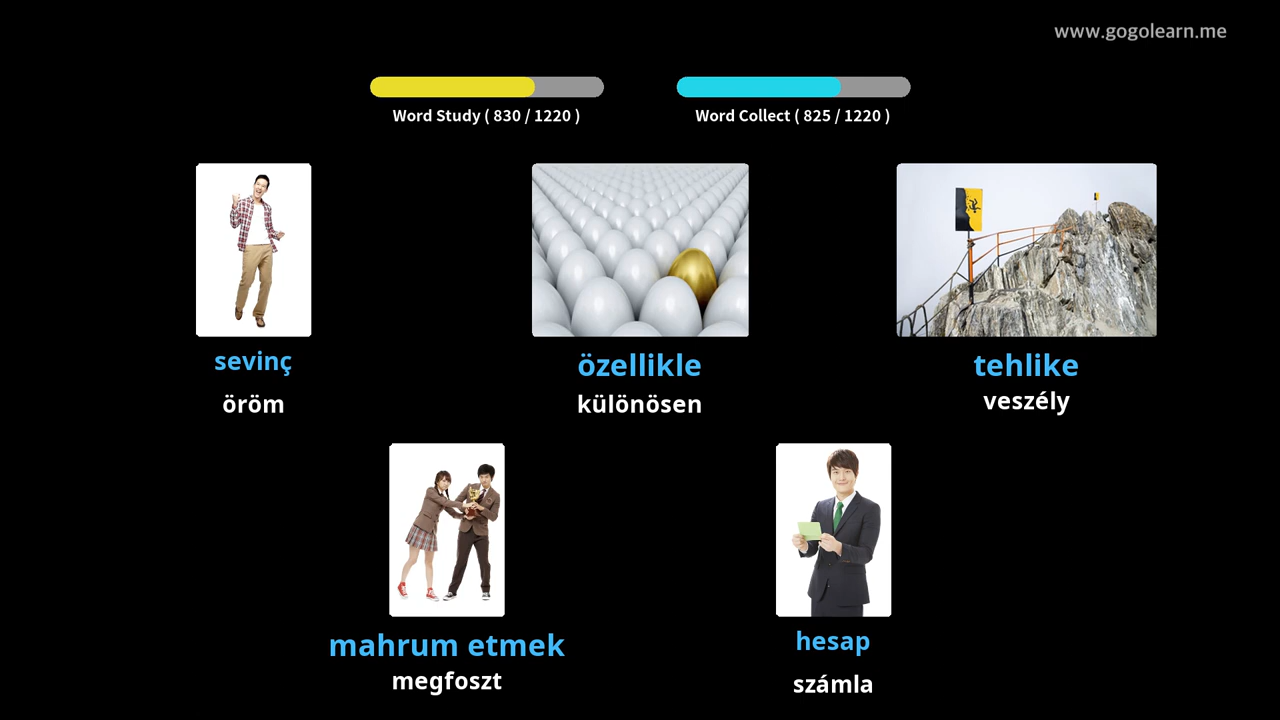 www.gogolearn.me
Word Study ( 830 / 1220 )
Word Collect ( 825 / 1220 )
sevinç
öröm
özellikle
különösen
tehlike
veszély
mahrum etmek
megfoszt
hesap
számla